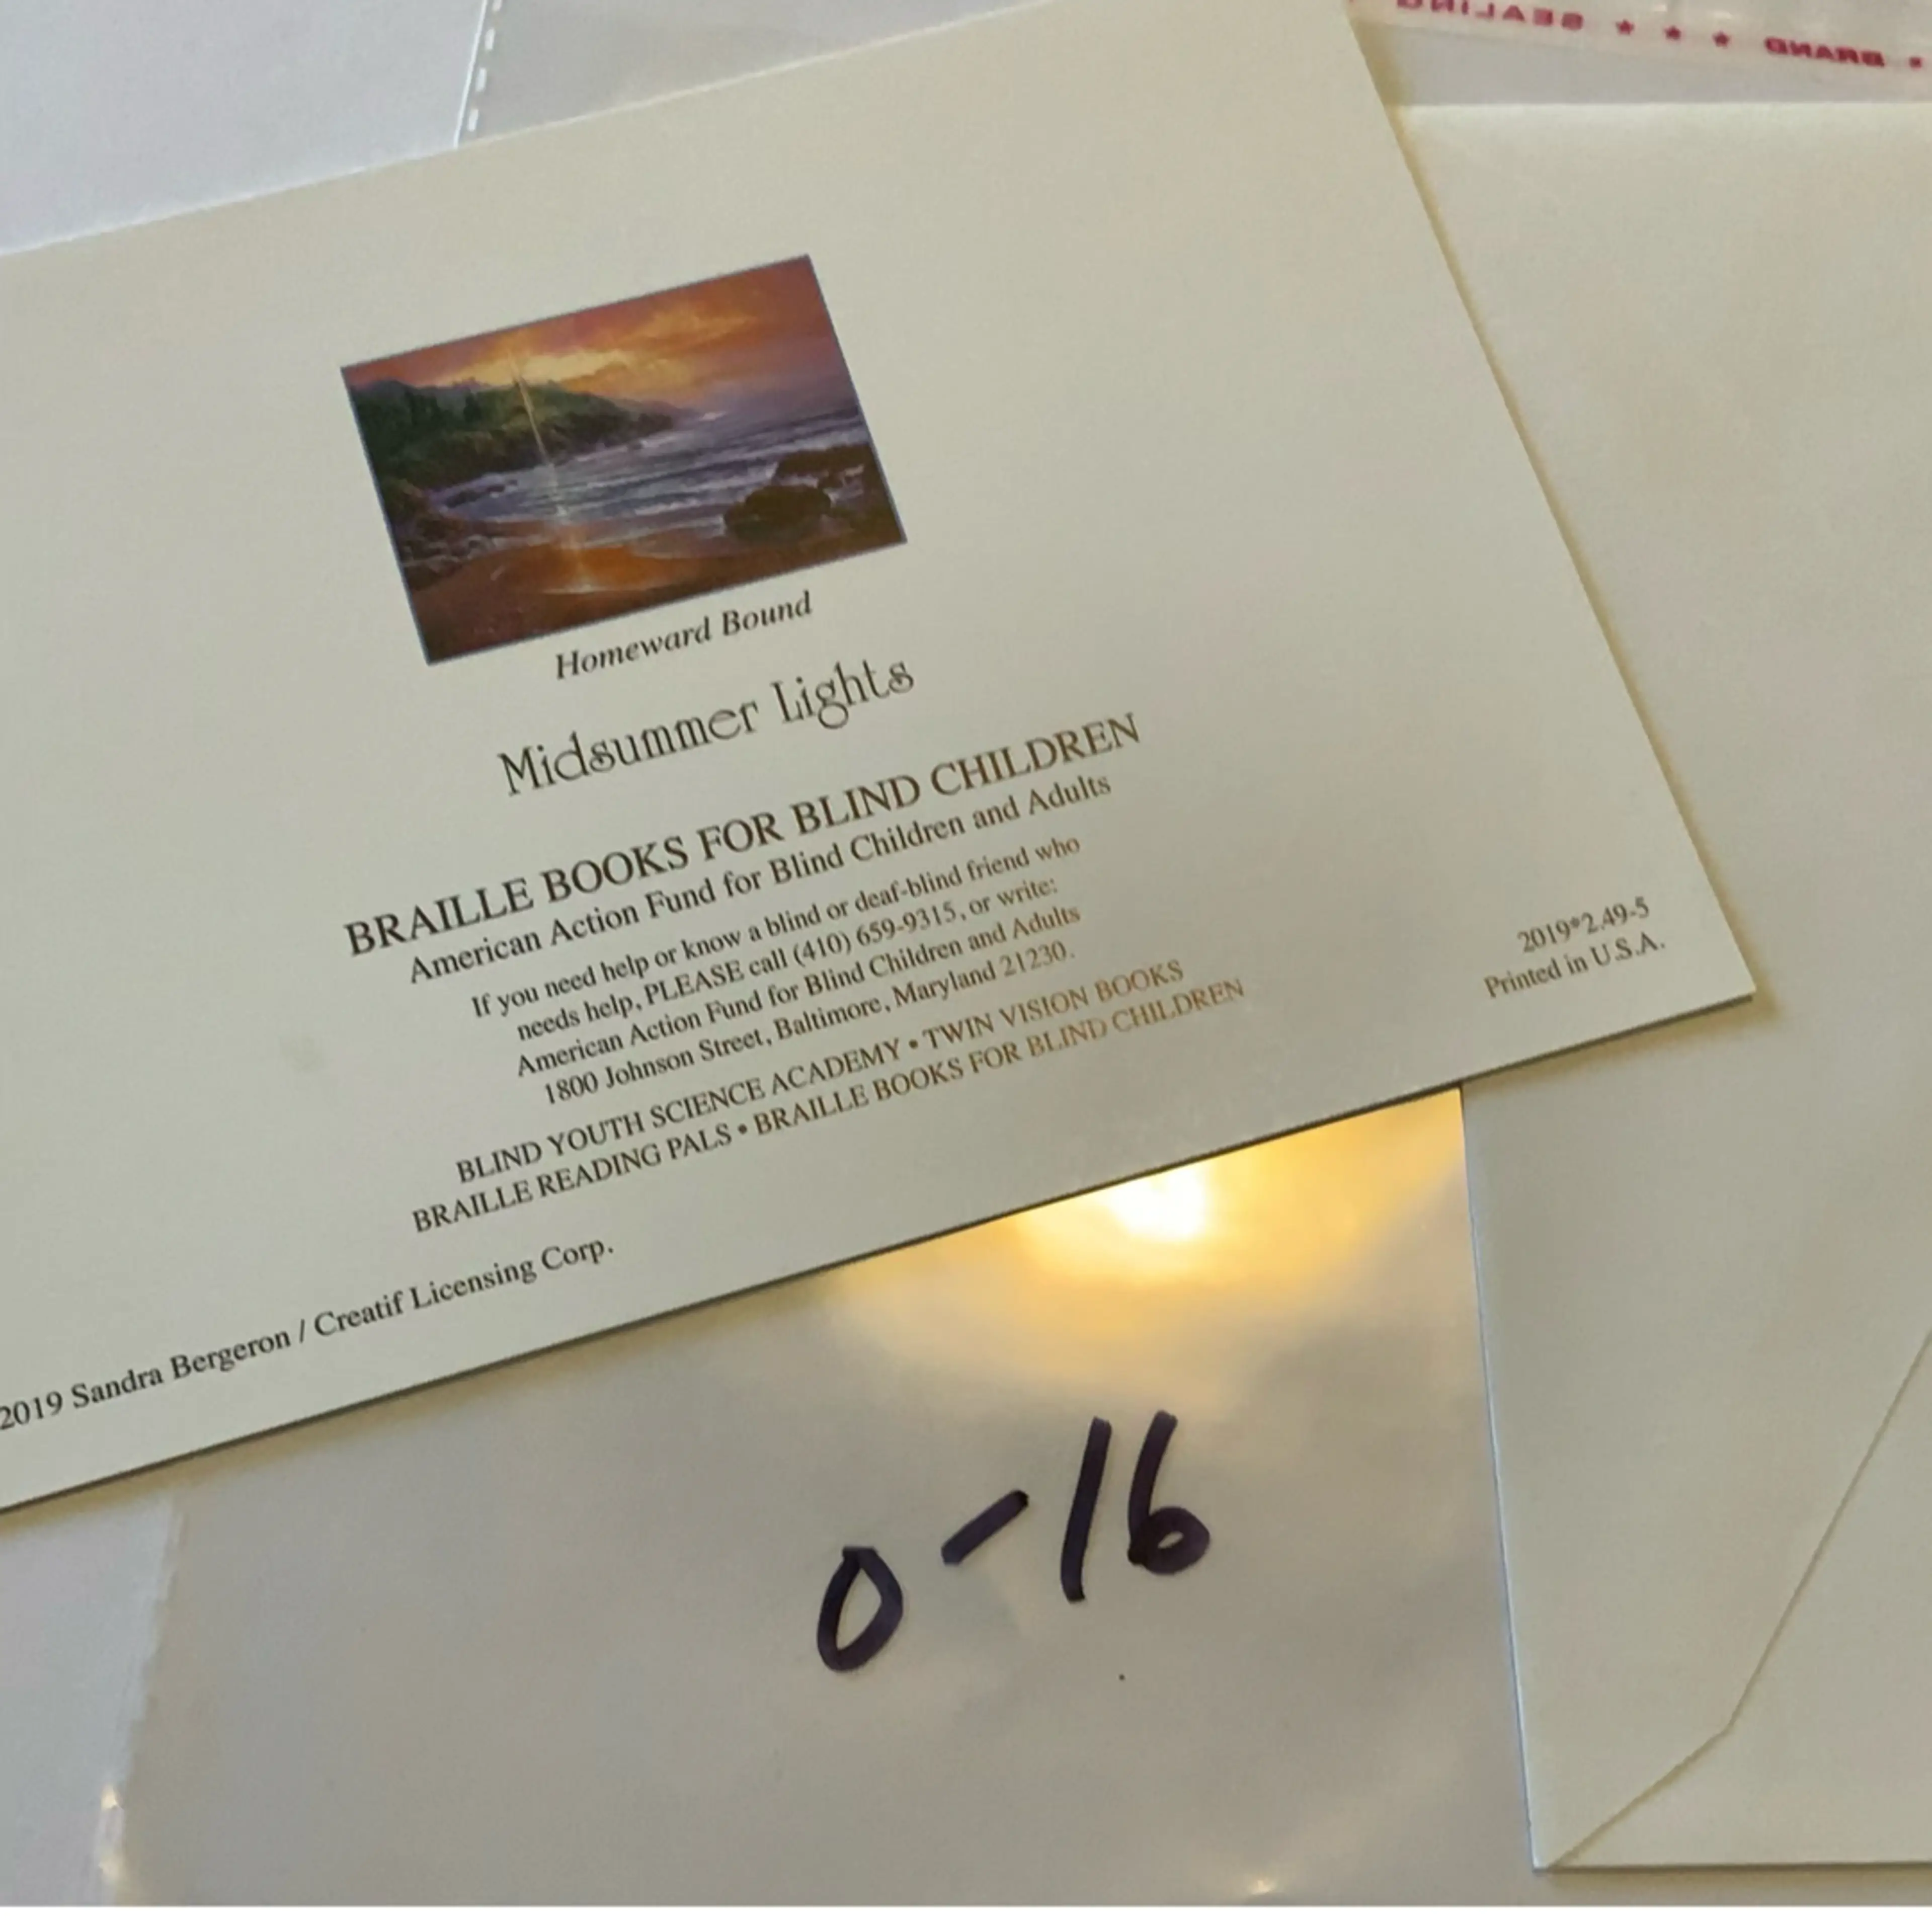 SEALING * * * BRAND *
Homeward Bound
Midsummer Lights
BRAILLE BOOKS FOR BLIND CHILDREN
American Action Fund for Blind Children and Adults
If you need help or know a blind or deaf-blind friend who
needs help, PLEASE call (410) 659-9315, or write:
American Action Fund for Blind Children and Adults
1800 Johnson Street, Baltimore, Maryland 21230.
BLIND YOUTH SCIENCE ACADEMY • TWIN VISION BOOKS
BRAILLE READING PALS • BRAILLE BOOKS FOR BLIND CHILDREN
2019*2.49-5
Printed in U.S.A.
2019 Sandra Bergeron / Creatif Licensing Corp.
0-16